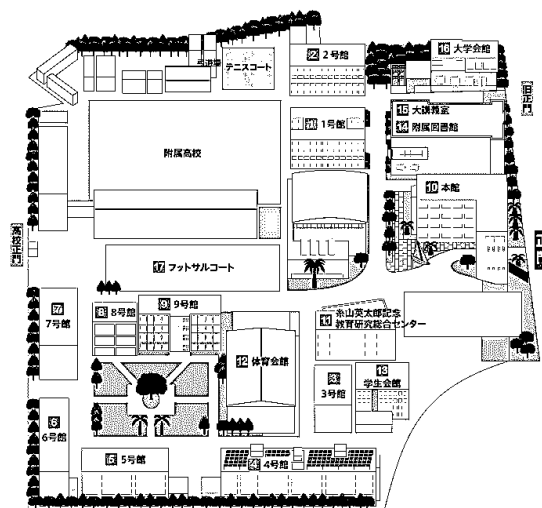 16 大学会館
2 2号館
弓道場
テニスコート
旧正門
15 大講義室
14 附属図書館
1号館
附属高校
10 本館
高校正門
17 フットサルコート
7
7号館
8 8号館
9 9号館
11 糸山英太郎記念
教育研究総合センター
12 体育会館
13
学生会館
3
3号館
6
6号館
5 5号館
4 4号館